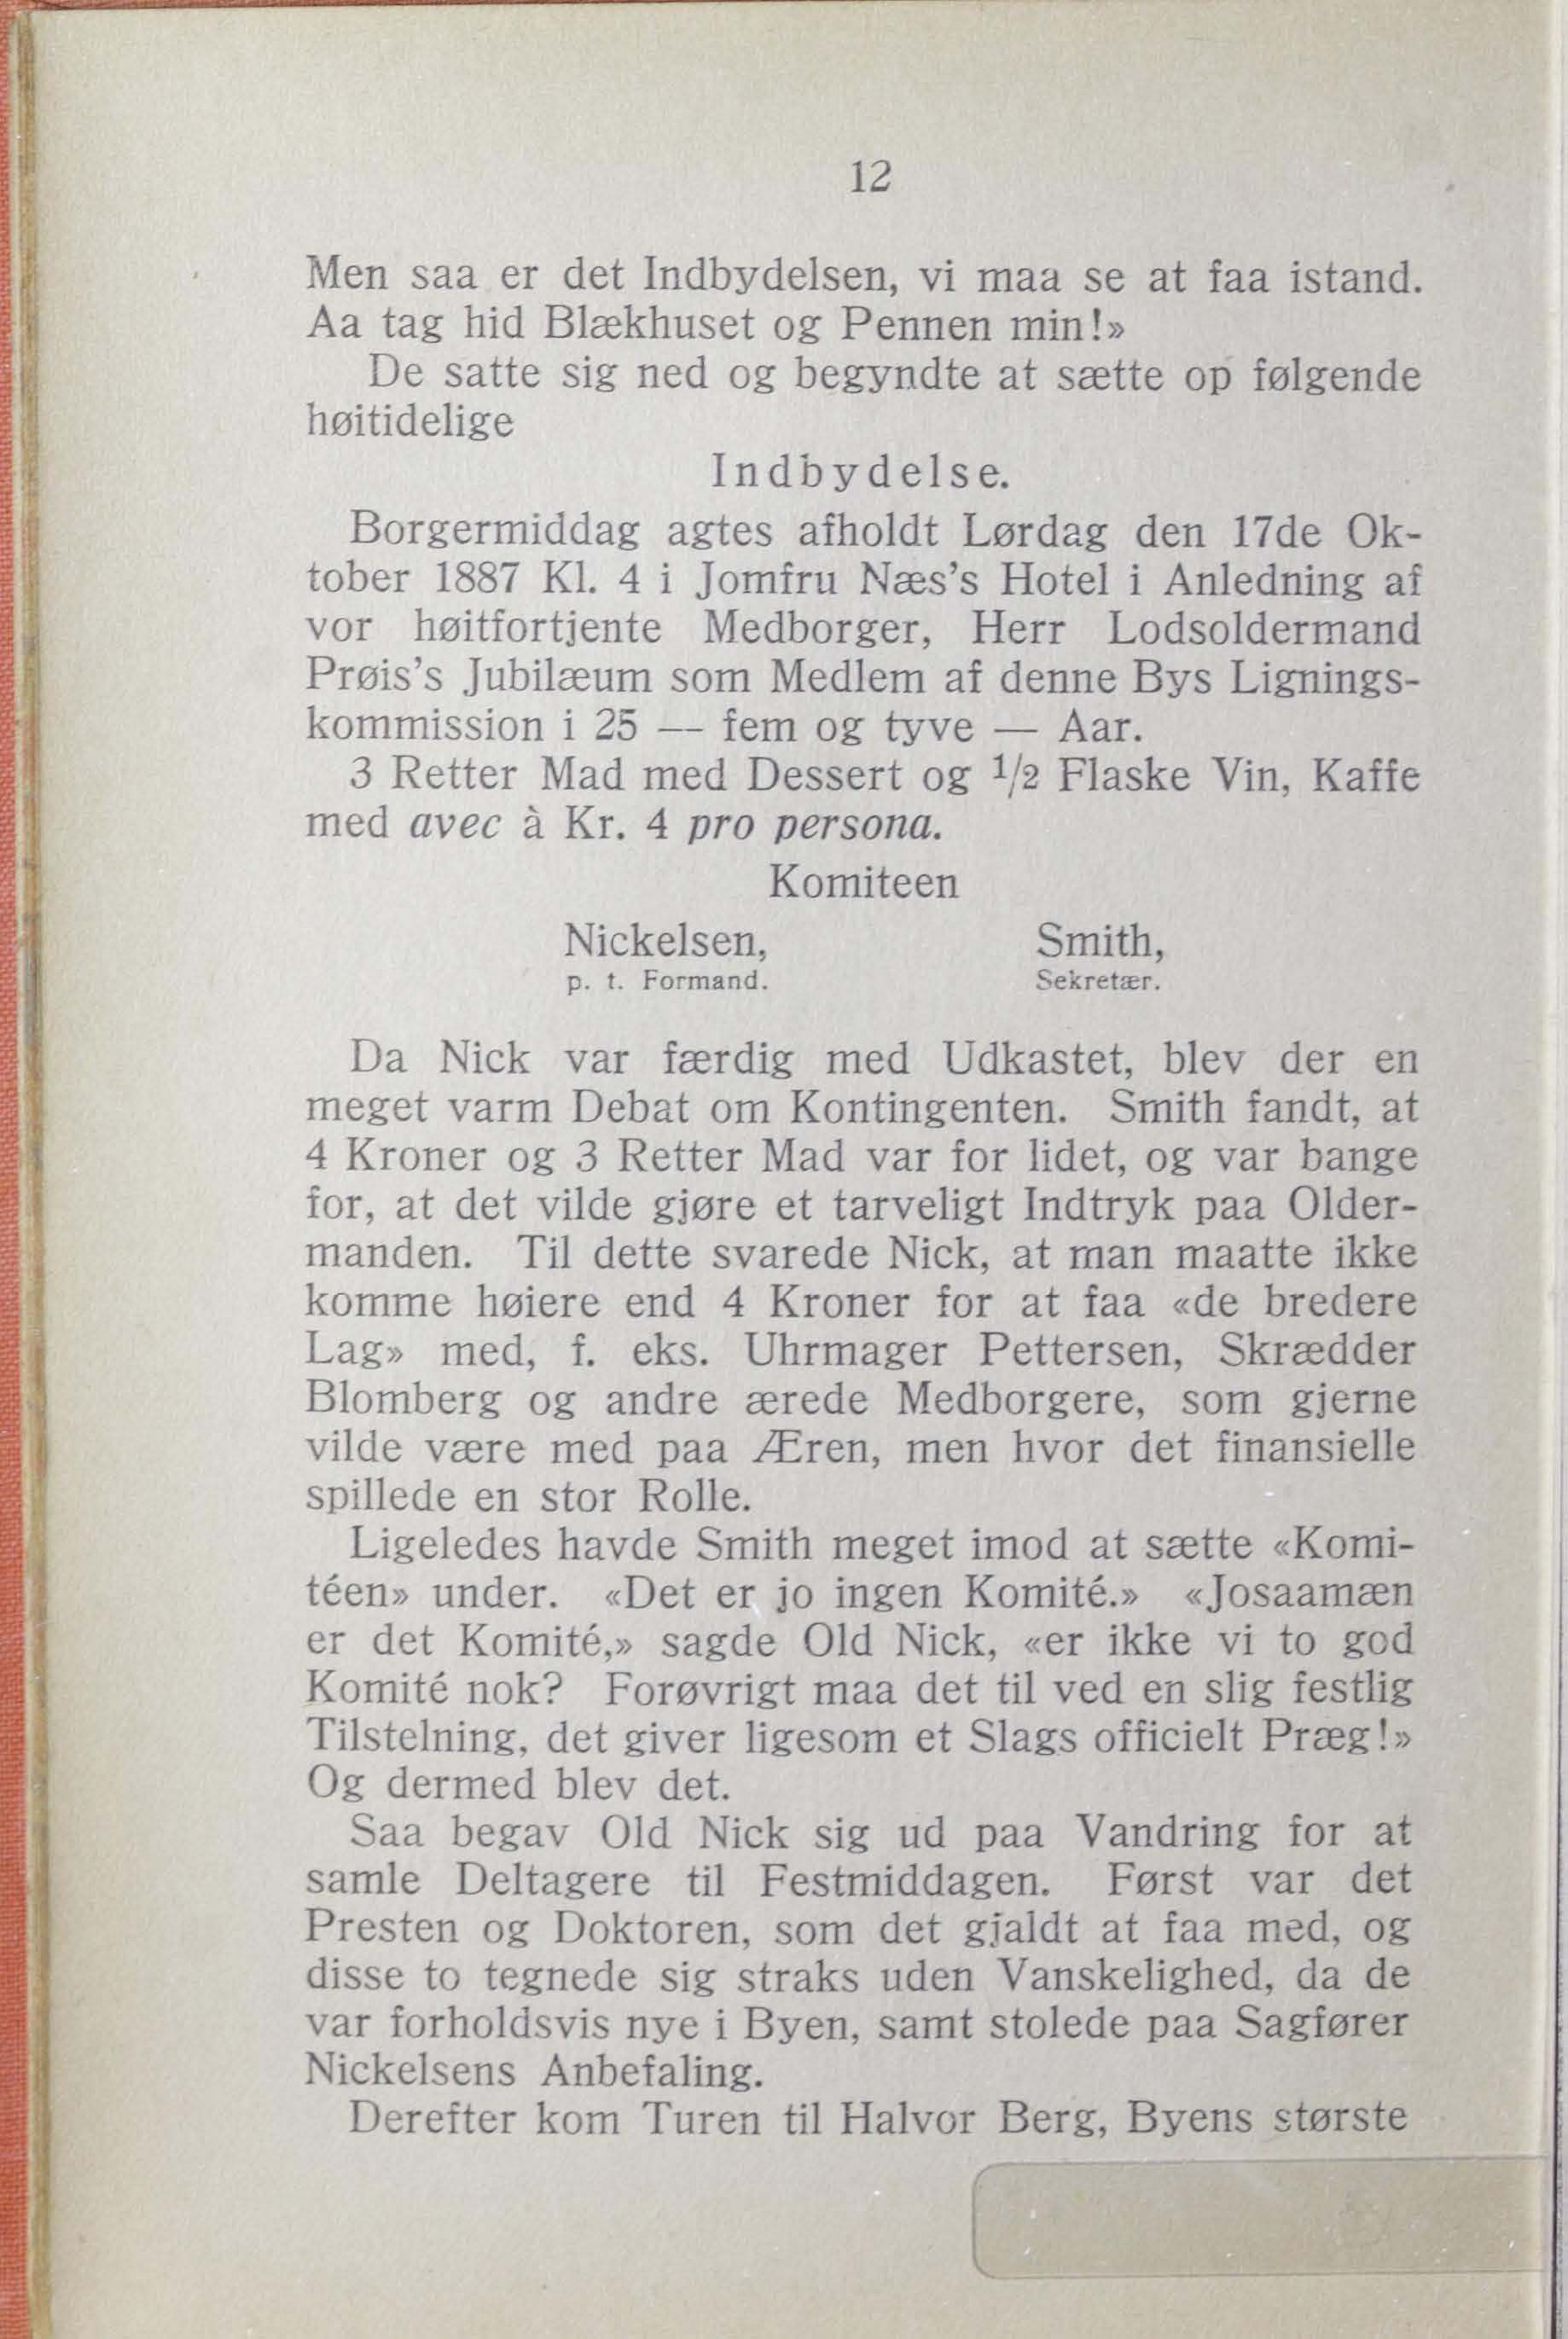 12
Men saa er det Indbydelsen, vi maa se at faa istand.
Aa tag hid Blækhuset og Pennen min!»
De satte sig ned og begyndte at sætte op følgende
høitidelige
Indbydelse.
Borgermiddag agtes afholdt Lørdag den 17de Ok-
tober 1887 Kl. 4 i Jomfru Næs's Hotel i Anledning af
vor høitfortjente Medborger, Herr Lodsoldermand
Prøis's Jubilæum som Medlem af denne Bys Lignings-
kommission i 25 — fem og tyve — Aar.
3 Retter Mad med Dessert og 1/2 Flaske Vin, Kaffe
med avec à Kr. 4 pro persona.
Komiteen
Nickelsen, Smith,
p. t. Formand. Sekretær.
Da Nick var færdig med Udkastet, blev der en
meget varm Debat om Kontingenten. Smith fandt, at
4 Kroner og 3 Retter Mad var for lidet, og var bange
for, at det vilde gjøre et tarveligt Indtryk paa Older-
manden. Til dette svarede Nick, at man maatte ikke
komme høiere end 4 Kroner for at faa «de bredere
Lag» med, f. eks. Uhrmager Pettersen, Skrædder
Blomberg og andre ærede Medborgere, som gjerne
vilde være med paa Æren, men hvor det finansielle
spillede en stor Rolle.
Ligeledes havde Smith meget imod at sætte «Komi-
téen» under. «Det er jo ingen Komité.» «Josaamæn
er det Komité,» sagde Old Nick, «er ikke vi to god
Komité nok? Forøvrigt maa det til ved en slig festlig
Tilstelning, det giver ligesom et Slags officielt Præg!»
Og dermed blev det.
Saa begav Old Nick sig ud paa Vandring for at
samle Deltagere til Festmiddagen. Først var det
Presten og Doktoren, som det gjaldt at faa med, og
disse to tegnede sig straks uden Vanskelighed, da de
var forholdsvis nye i Byen, samt stolede paa Sagfører
Nickelsens Anbefaling.
Derefter kom Turen til Halvor Berg, Byens største